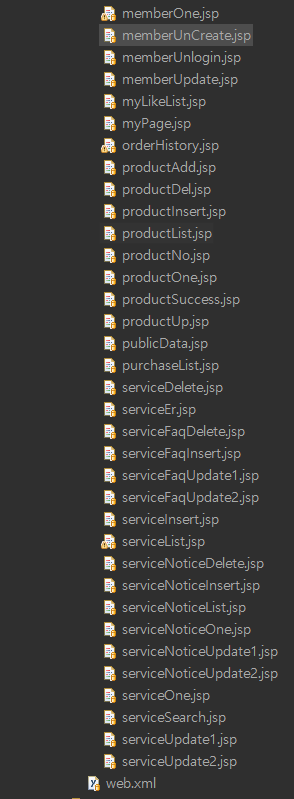 memberOne.jsp
memberUnCreate.jsp
memberUnlogin.jsp
memberUpdate.jsp
myLikeList.jsp
myPage.jsp
orderHistory.jsp
productAdd.jsp
productDel.jsp
productInsert.jsp
productList.jsp
productNo.jsp
productOne.jsp
productSuccess.jsp
productUp.jsp
publicData.jsp
purchaseList.jsp
serviceDelete.jsp
serviceEr.jsp
serviceFaqDelete.jsp
serviceFaqInsert.jsp
serviceFaqUpdate1.jsp
serviceFaqUpdate2.jsp
serviceInsert.jsp
serviceList.jsp
serviceNoticeDelete.jsp
serviceNoticeInsert.jsp
serviceNoticeList.jsp
serviceNoticeOne.jsp
serviceNoticeUpdate1.jsp
serviceNoticeUpdate2.jsp
serviceOne.jsp
serviceSearch.jsp
serviceUpdate1.jsp
serviceUpdate2.jsp
web.xml